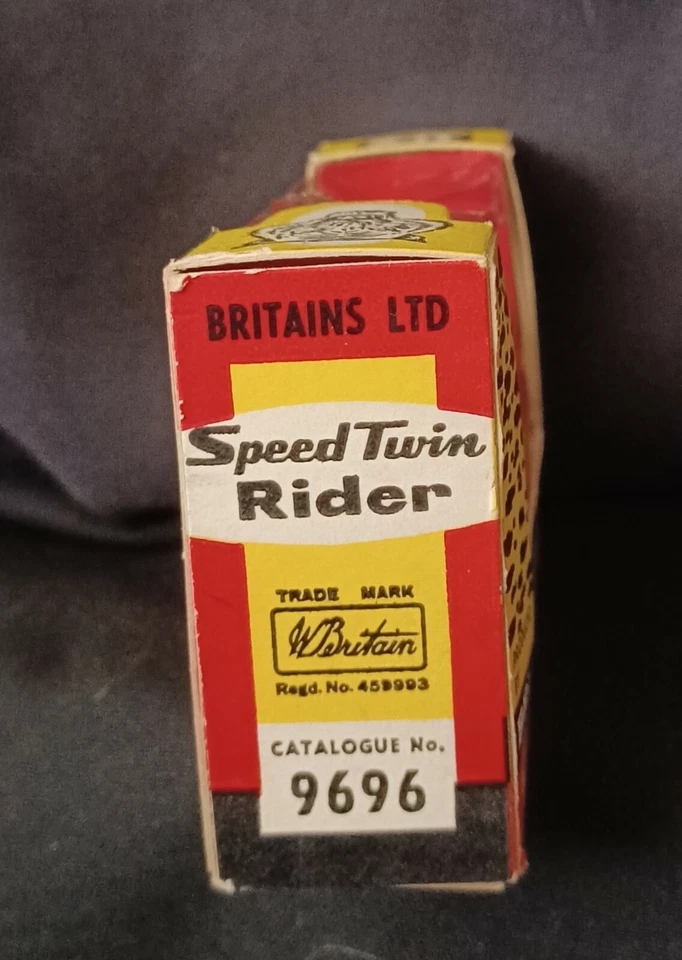 BRITAINS LTD
Speed Twin
Rider
TRADE MARK
W Britain
Regd. No. 459993
CATALOGUE No.
9696